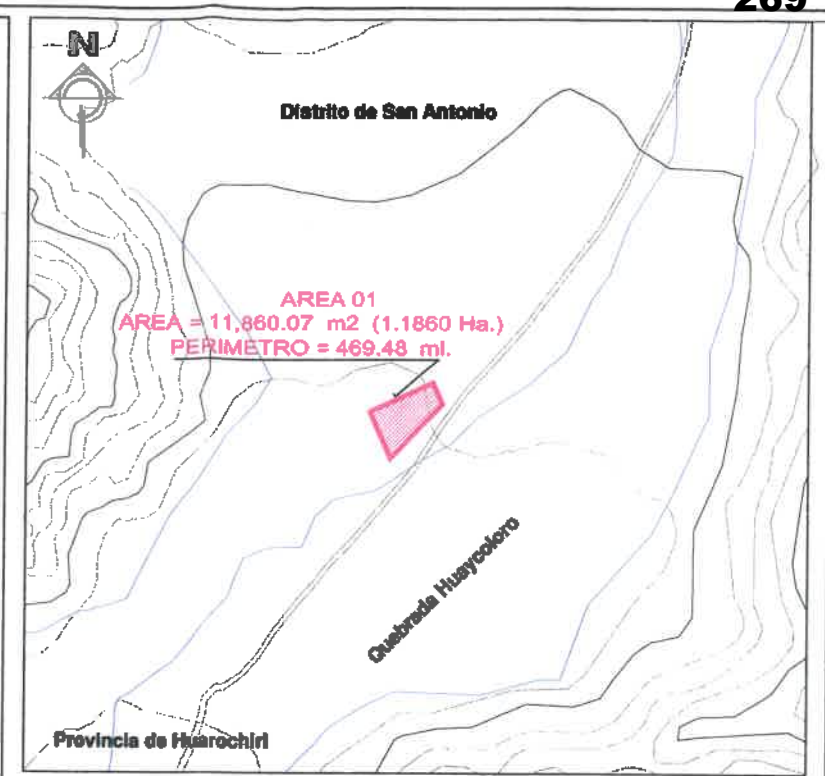 269
N
Distrito de San Antonio
AREA 01
AREA = 11,860.07 m2 (1.1860 Ha.)
PERIMETRO = 469.48 ml.
Quebrada Huaycoloro
Provincia de Huarochiri